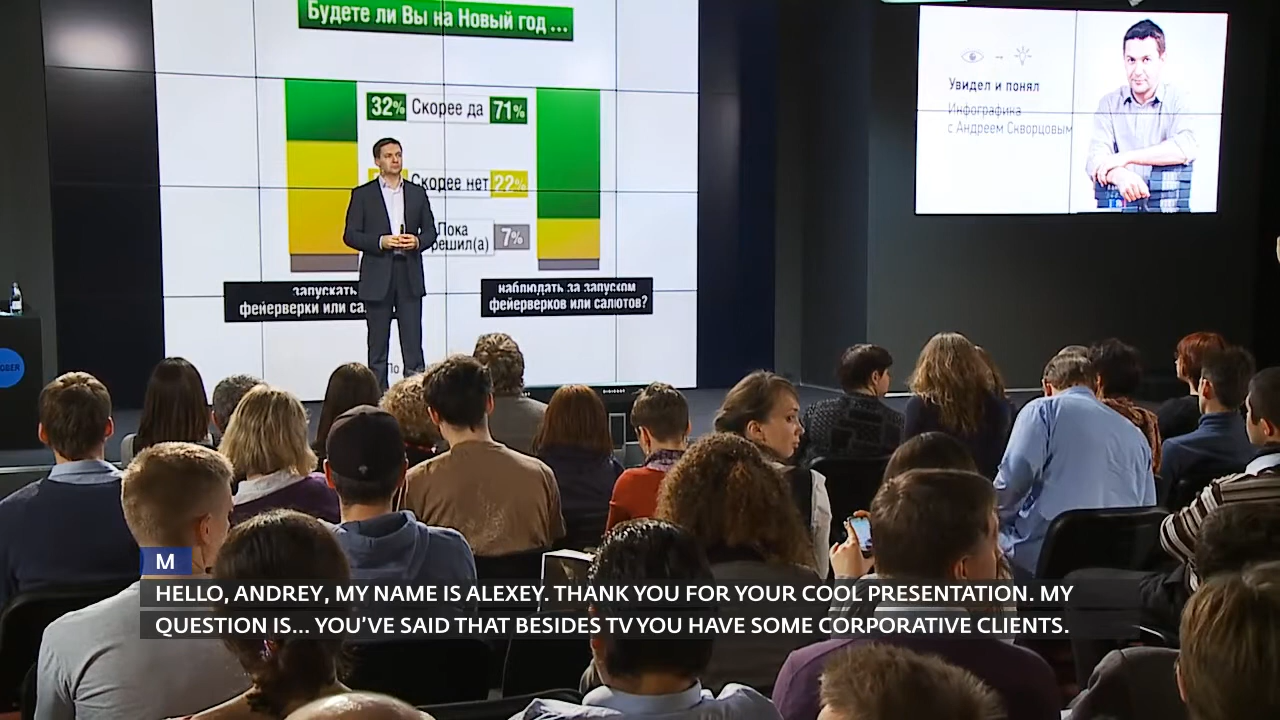 Будете ли Вы на Новый год ...
32% Скорее да 71%
Скорее нет 22%
Пока
решил(а) 7%
запускать
фейерверки или са
наблюдать за запуском
фейерверков или салютов?
По
Увидел и понял
Инфографика
с Андреем Скворцовым
M
HELLO, ANDREY, MY NAME IS ALEXEY. THANK YOU FOR YOUR COOL PRESENTATION. MY
QUESTION IS... YOU'VE SAID THAT BESIDES TV YOU HAVE SOME CORPORATIVE CLIENTS.